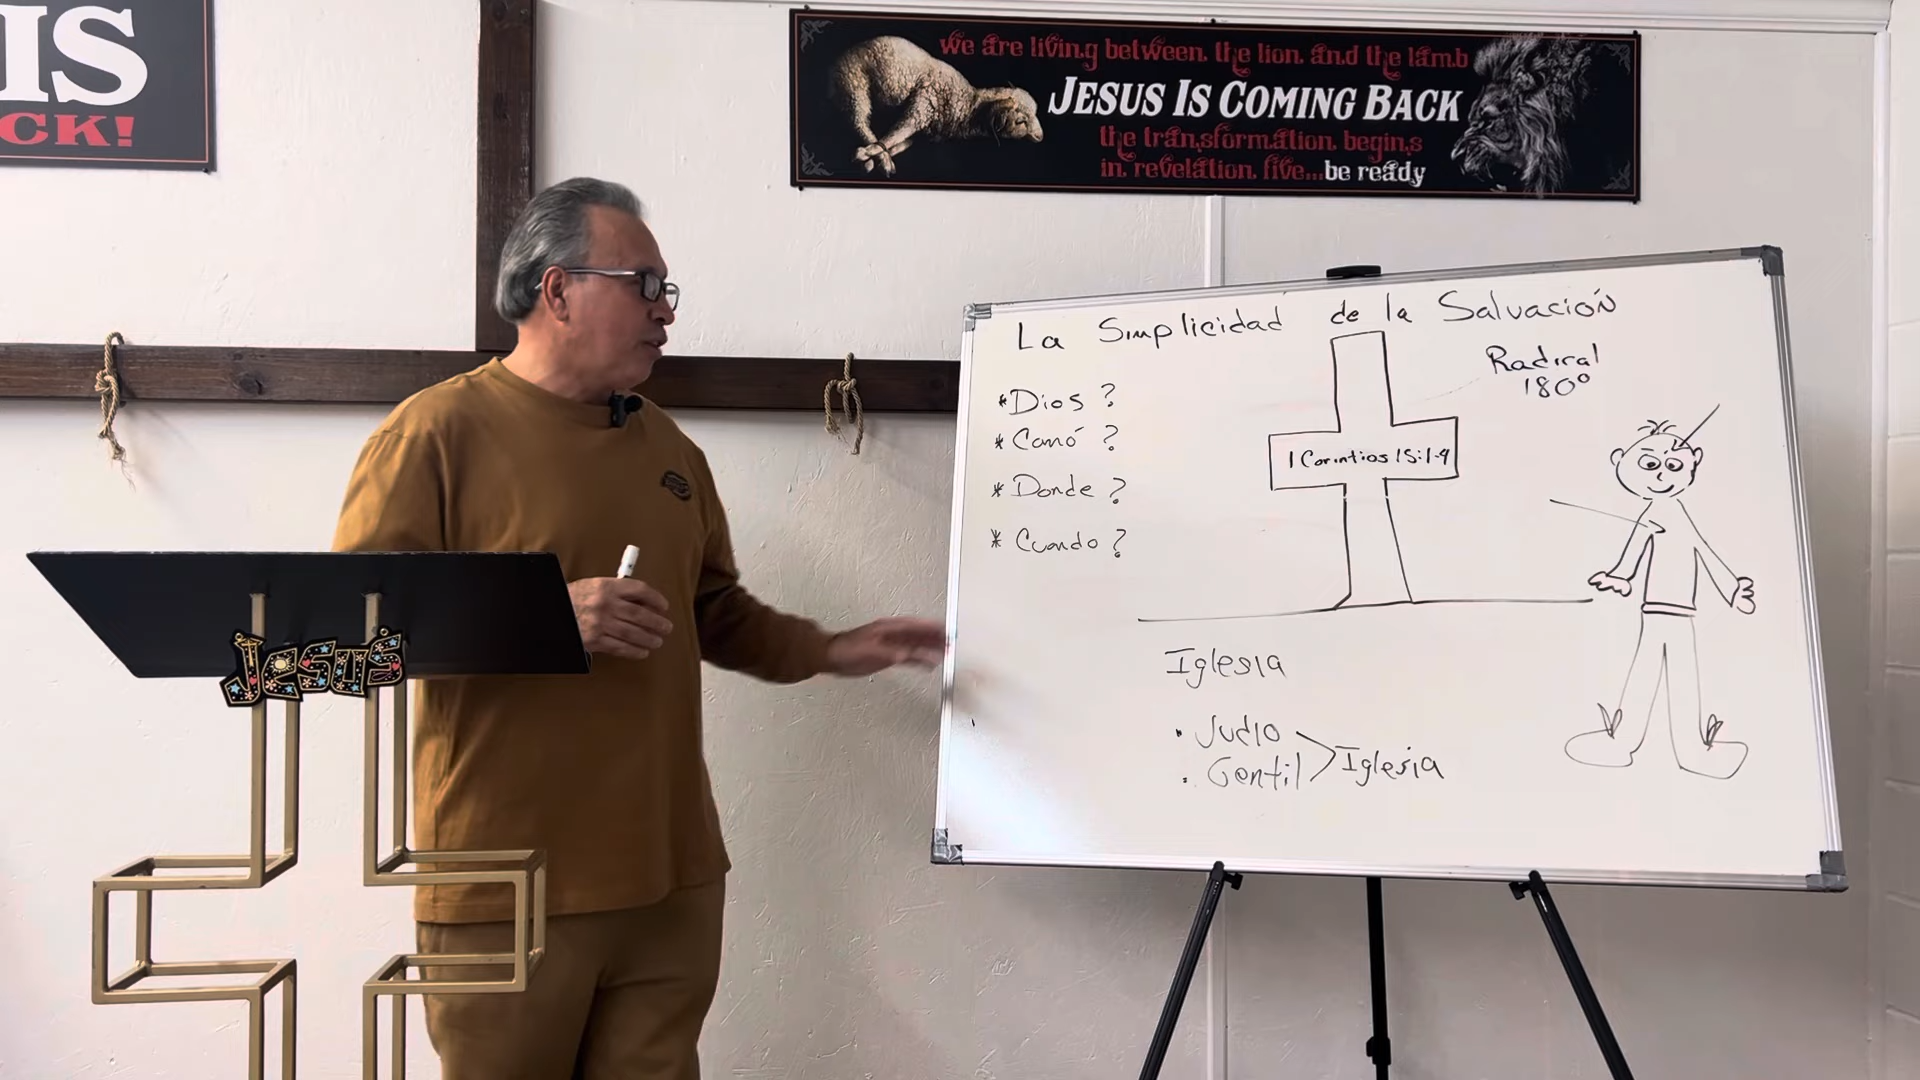 IS
CK!
we are living between the lion and the lamb
JESUS IS COMING BACK
the transformation begins
in revelation five...be ready
La Simplicidad de la Salvación
Radical
180°
*Dios?
* Comó?
* Donde?
* Cuando?
1 Corintios 15:1-4
Iglesia
• Judio
• Gentil > Iglesia
Jesus